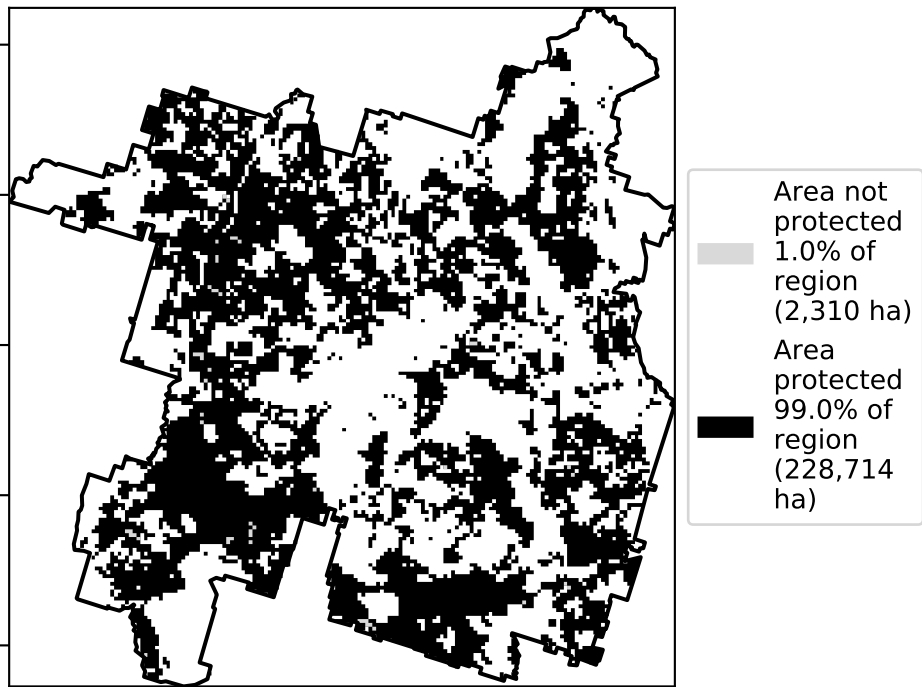 Area not
protected
1.0% of
region
(2,310 ha)
Area
protected
99.0% of
region
(228,714
ha)